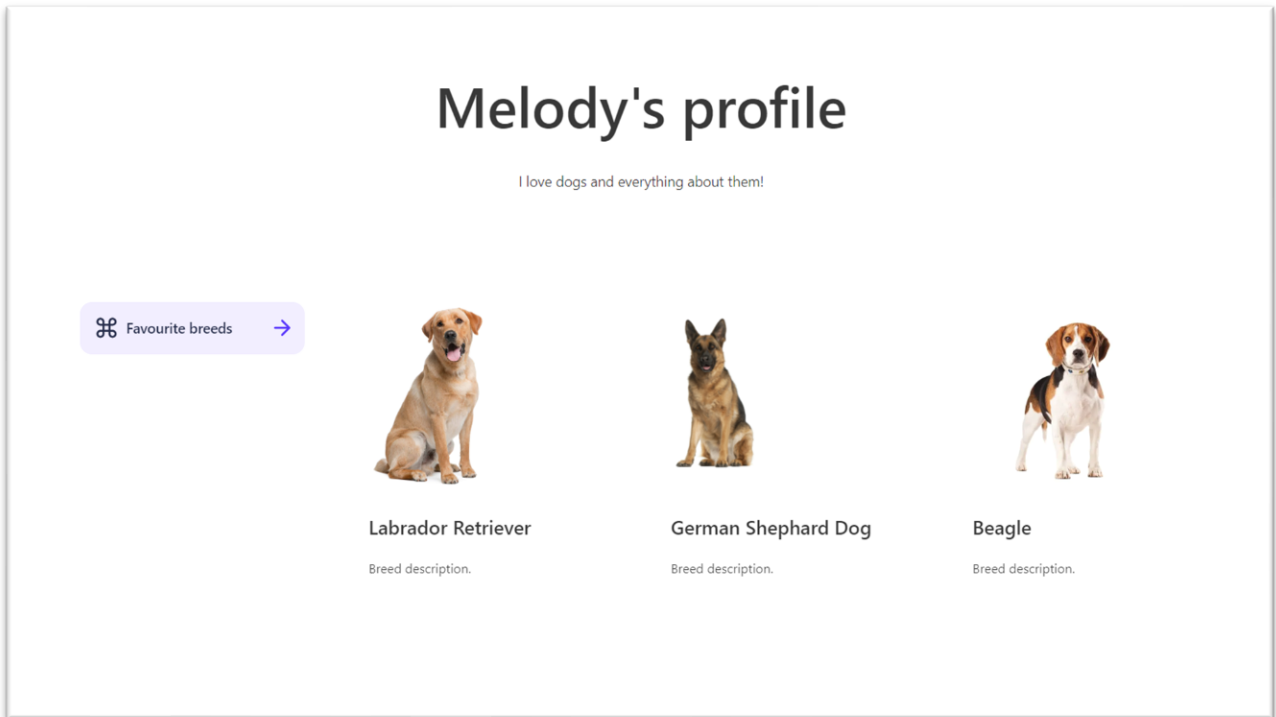 Melody's profile
I love dogs and everything about them!
Favourite breeds
Labrador Retriever
German Shephard Dog
Beagle
Breed description.
Breed description.
Breed description.